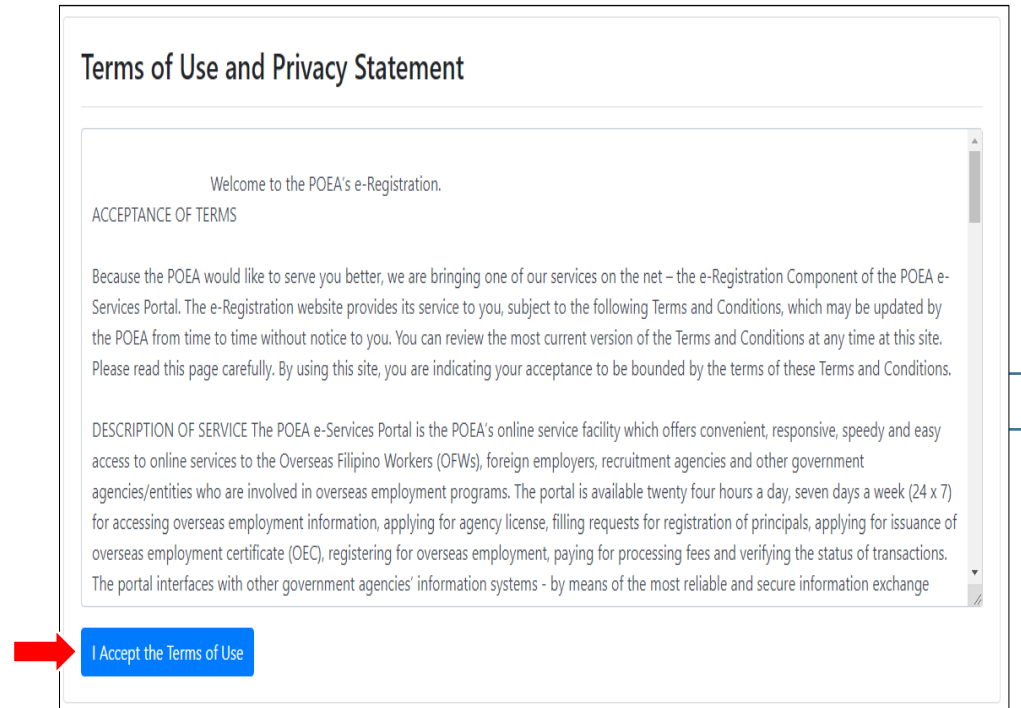 Terms of Use and Privacy Statement
Welcome to the POEA's e-Registration.
ACCEPTANCE OF TERMS
Because the POEA would like to serve you better, we are bringing one of our services on the net – the e-Registration Component of the POEA e-
Services Portal. The e-Registration website provides its service to you, subject to the following Terms and Conditions, which may be updated by
the POEA from time to time without notice to you. You can review the most current version of the Terms and Conditions at any time at this site.
Please read this page carefully. By using this site, you are indicating your acceptance to be bounded by the terms of these Terms and Conditions.
DESCRIPTION OF SERVICE The POEA e-Services Portal is the POEA's online service facility which offers convenient, responsive, speedy and easy
access to online services to the Overseas Filipino Workers (OFWs), foreign employers, recruitment agencies and other government
agencies/entities who are involved in overseas employment programs. The portal is available twenty four hours a day, seven days a week (24 x 7)
for accessing overseas employment information, applying for agency license, filling requests for registration of principals, applying for issuance of
overseas employment certificate (OEC), registering for overseas employment, paying for processing fees and verifying the status of transactions.
The portal interfaces with other government agencies' information systems - by means of the most reliable and secure information exchange
I Accept the Terms of Use